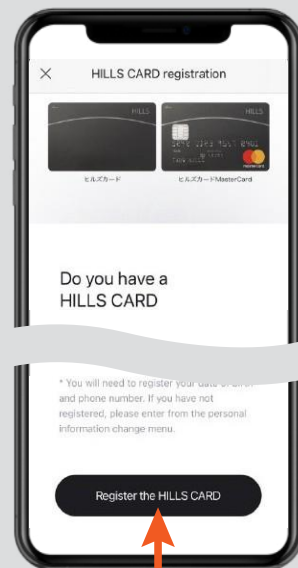 HILLS CARD registration
HILLS
HILLS
ヒルズカード
ヒルズカードMasterCard
Do you have a
HILLS CARD
* You will need to register your date of birth
and phone number. If you have not
registered, please enter from the personal
information change menu.
Register the HILLS CARD